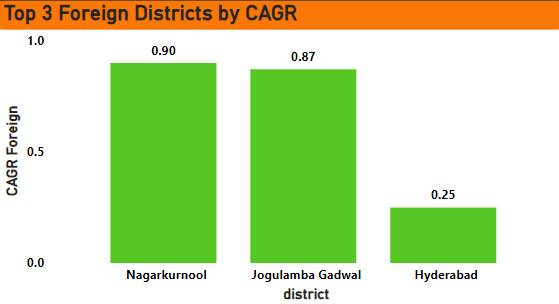 Top 3 Foreign Districts by CAGR
1.0
0.5
0.0
CAGR Foreign
0.90
0.87
0.25
Nagarkurnool
Jogulamba Gadwal
Hyderabad
district